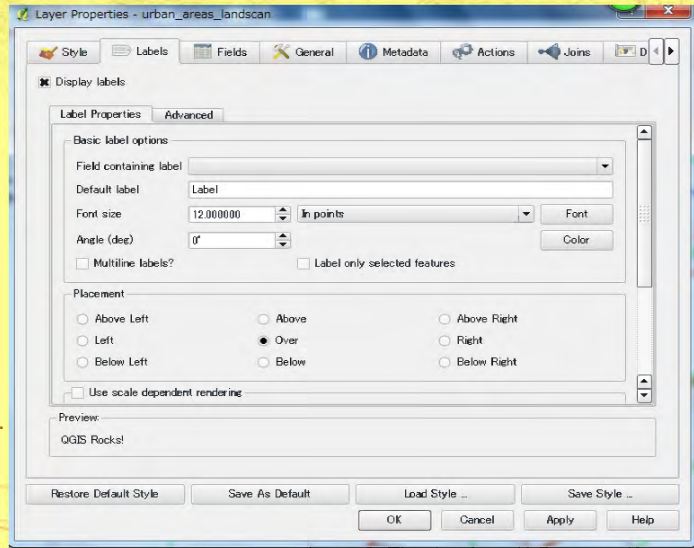 Layer Properties - urban_areas_landscan
Style Labels Fields General Metadata Actions Joins D
Display labels
Label Properties Advanced
Basic label options
Field containing label
Default label Label
Font size 12.000000 In points Font
Angle (deg) 0° Color
Multiline labels? Label only selected features
Placement
Above Left Above Above Right
Left Over Right
Below Left Below Below Right
Use scale dependent rendering
Preview:
QGIS Rocks!
Restore Default Style Save As Default Load Style ... Save Style ...
OK Cancel Apply Help